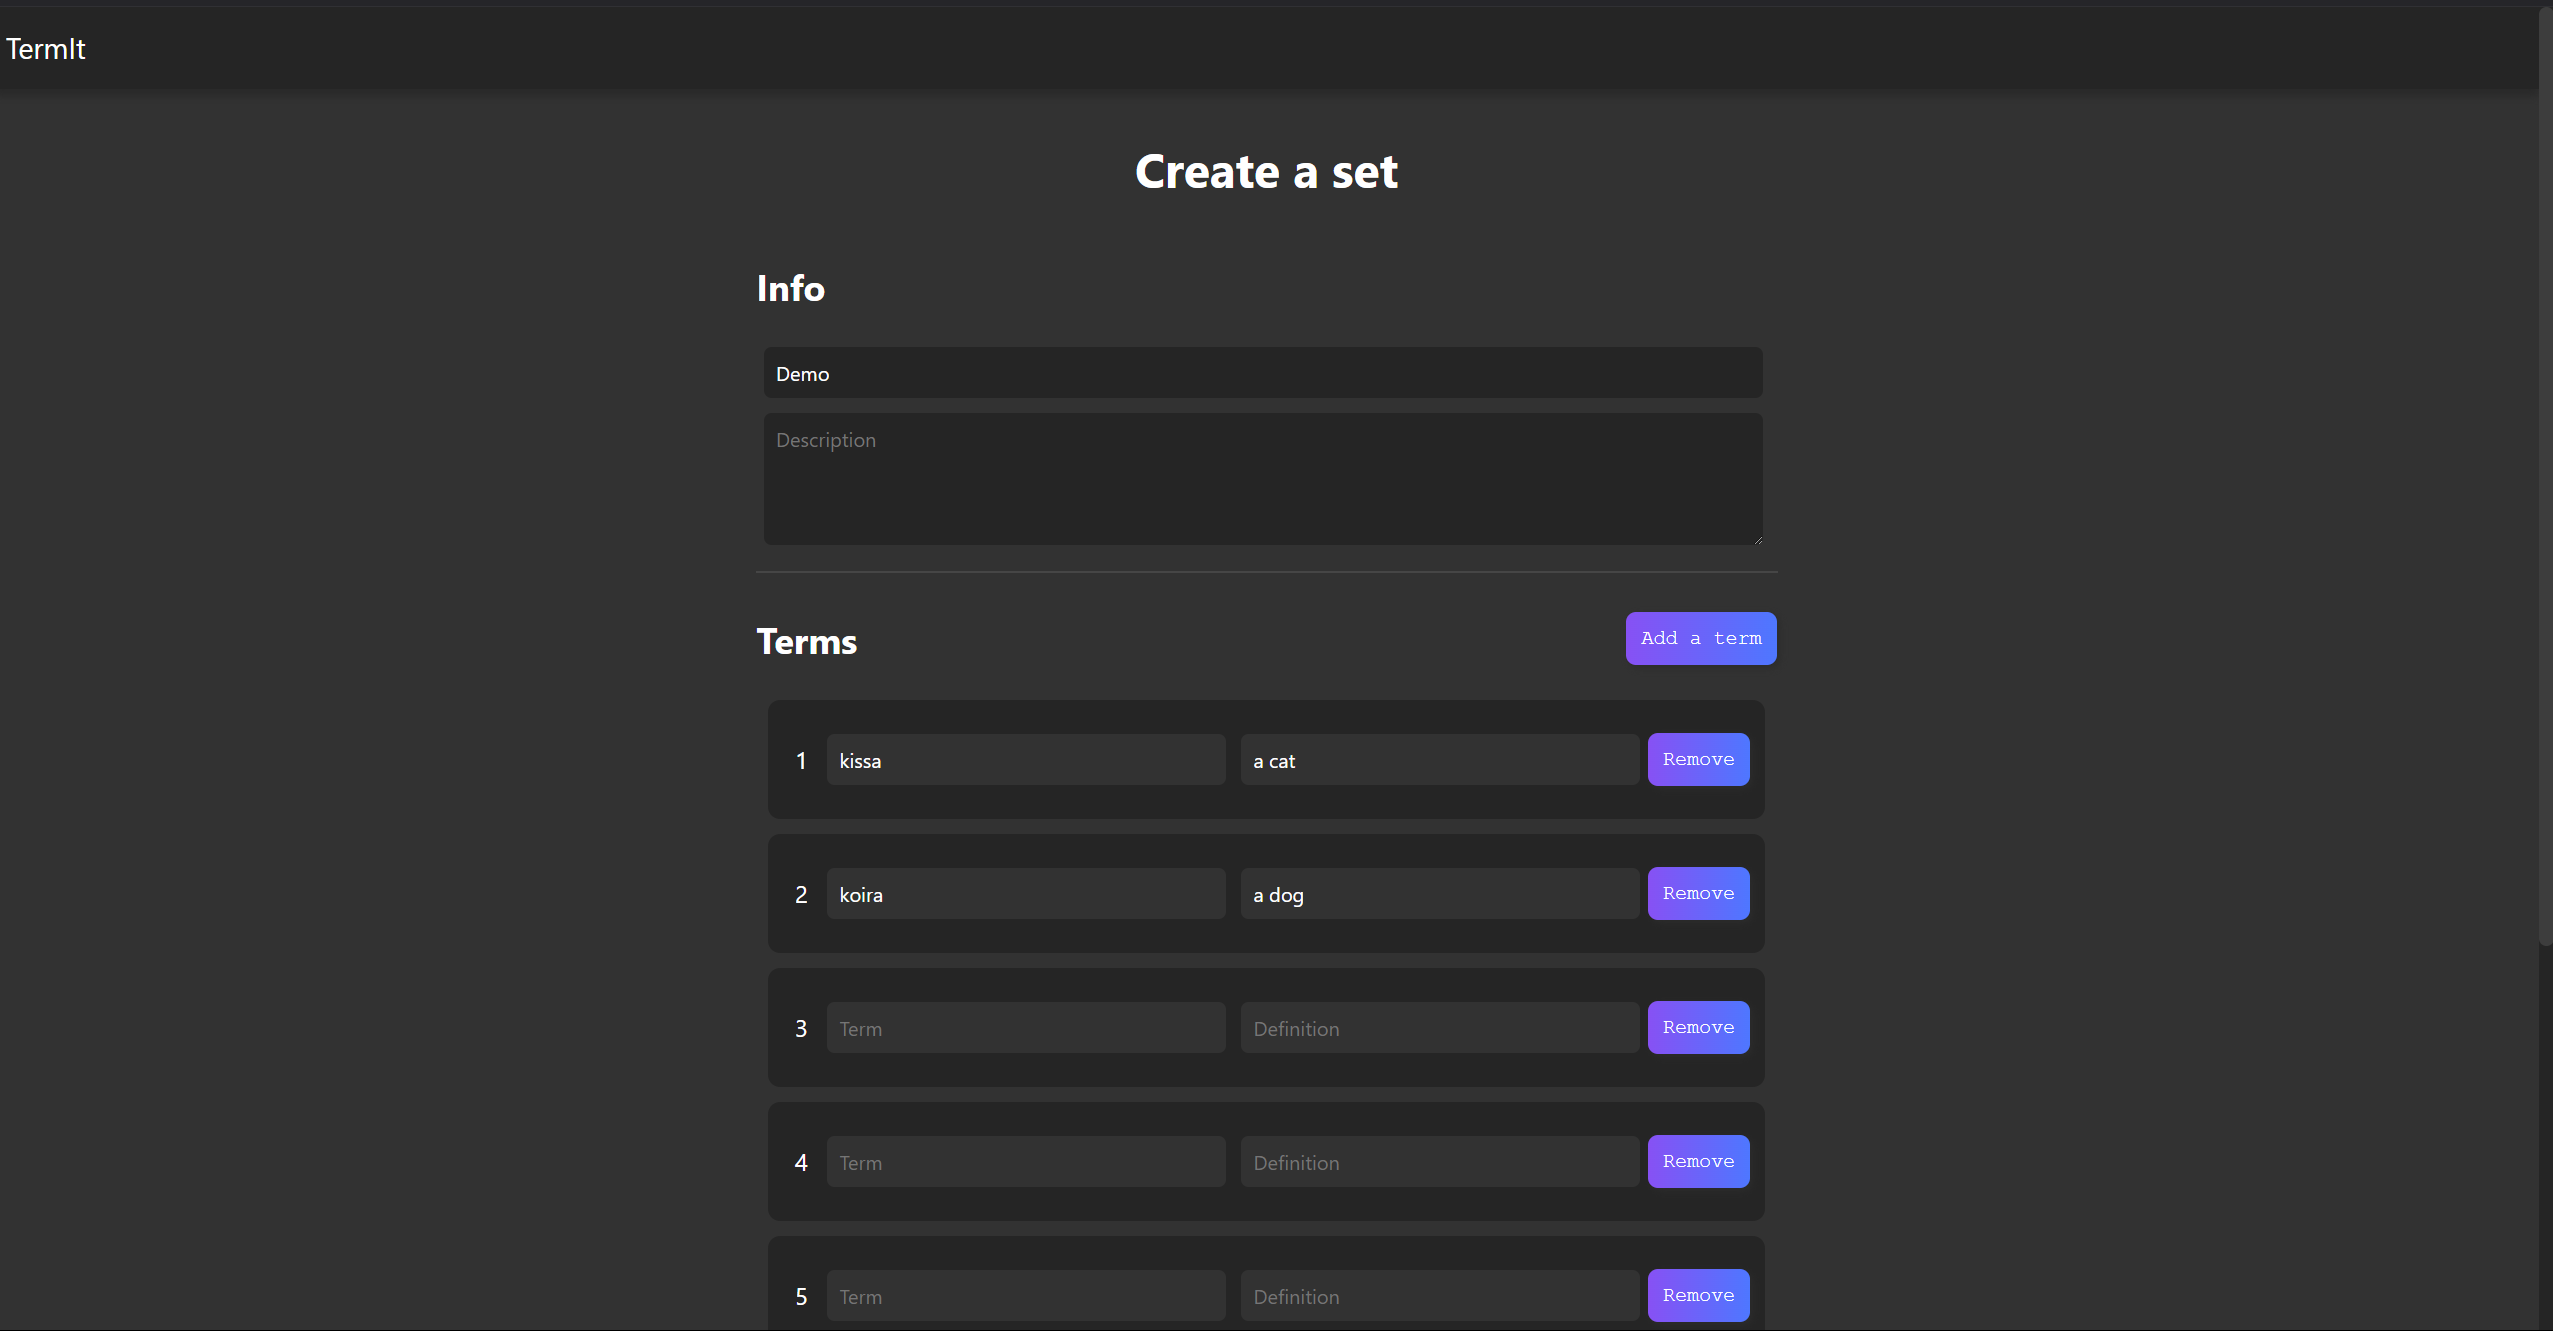 TermIt
Create a set
Info
Demo
Description
Terms
Add a term
1 kissa a cat Remove
2 koira a dog Remove
3 Term Definition Remove
4 Term Definition Remove
5 Term Definition Remove